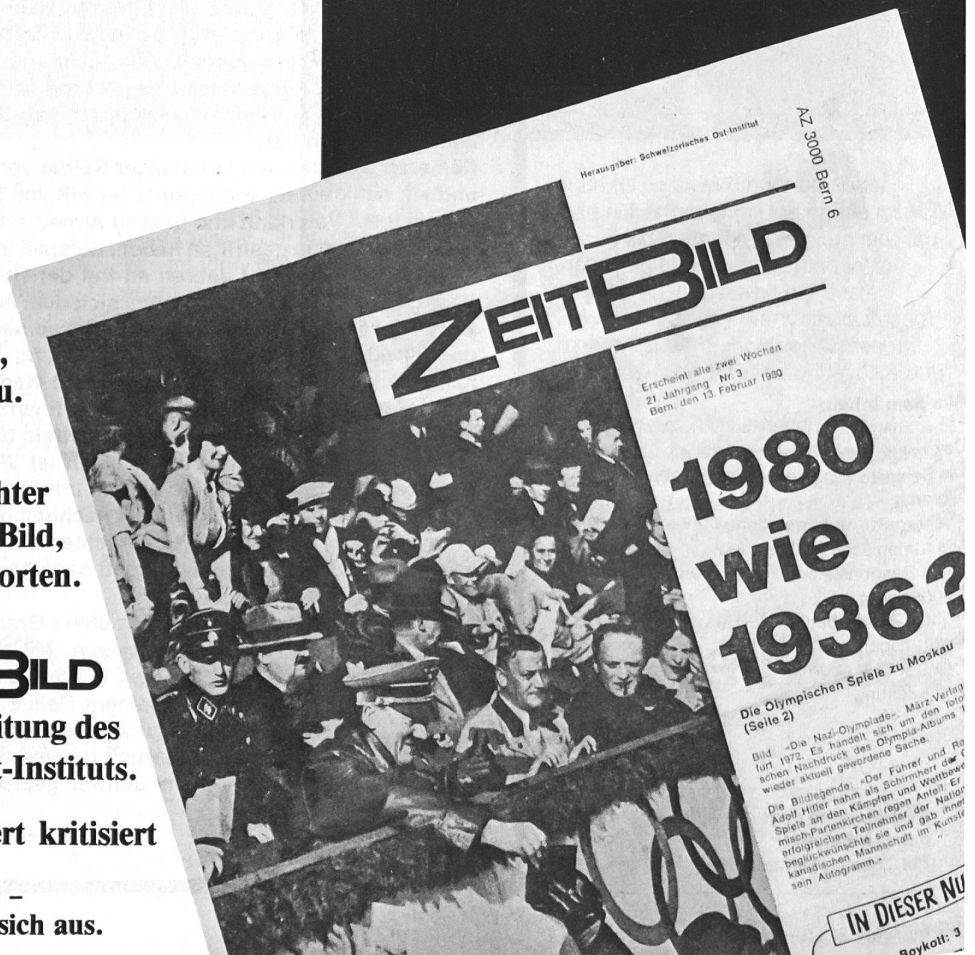 u.
hter
Bild,
orten.
BILD
itung des
t-Instituts.
ert kritisiert
–
sich aus.
Herausgeber: Schweizerisches Ost-Institut
AZ 3000 Bern 6
ZEITBILD
Erscheint alle zwei Wochen
21. Jahrgang Nr. 3
Bern, den 13. Februar 1980
1980
wie
1936?
Die Olympischen Spiele zu Moskau
(Seite 2)
Bild: «Die Nazi-Olympiade», März-Verlag
furt, 1972. Es handelt sich um den foto
schen Nachdruck des Olympia-Albums
wieder aktuell gewordene Sache.
Die Bildlegende: «Der Führer und Re
Adolf Hitler nahm als Schirmherr der O
Spiele an den Kämpfen und Wettbewe
misch-Partenkirchen regen Anteil. Er
erfolgreichen Teilnehmer der Nation
beglückwünschte sie und gab ihnen
kanadischen Mannschaft im Kunste
sein Autogramm.»
IN DIESER NU
Boykott: 3